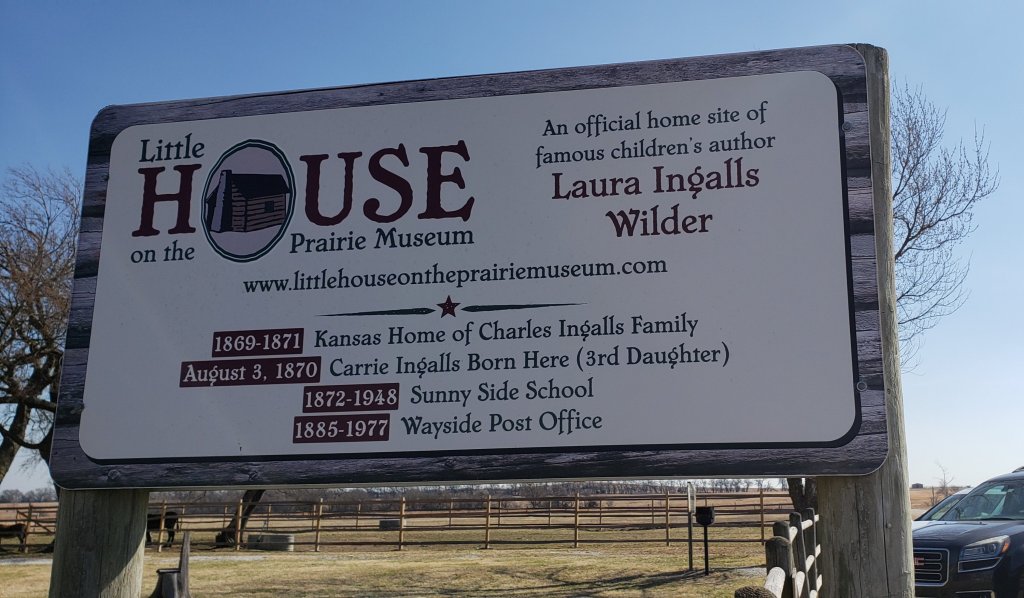 Little
HOUSE
on the Prairie Museum
An official home site of
famous children's author
Laura Ingalls
Wilder
www.littlehouseontheprairiemuseum.com
1869-1871 Kansas Home of Charles Ingalls Family
August 3, 1870 Carrie Ingalls Born Here (3rd Daughter)
1872-1948 Sunny Side School
1885-1977 Wayside Post Office
GMC